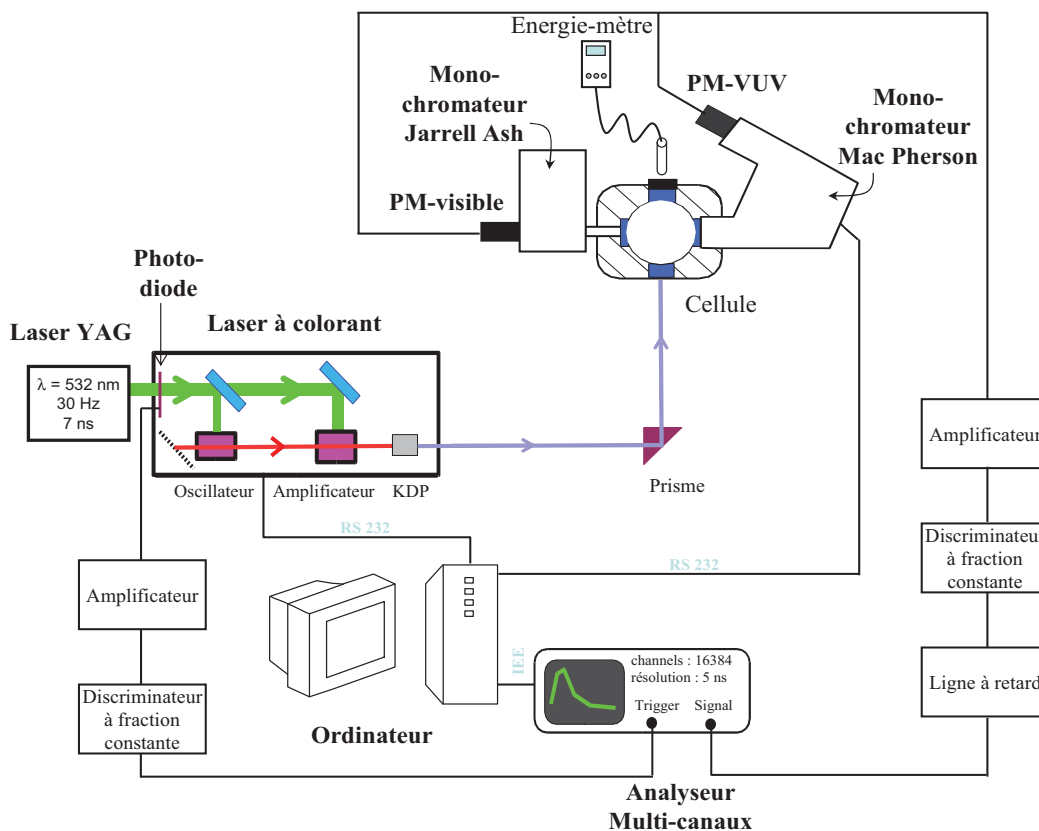 Energie-mètre
Mono-
chromateur
Jarrell Ash
PM-VUV
Mono-
chromateur
Mac Pherson
PM-visible
Cellule
Photo-
diode
Laser YAG
Laser à colorant
λ = 532 nm
30 Hz
7 ns
Oscillateur
Amplificateur
KDP
Prisme
RS 232
RS 232
Amplificateur
Discriminateur
à fraction
constante
Ligne à retard
Amplificateur
Discriminateur
à fraction
constante
Ordinateur
IEE
channels : 16384
résolution : 5 ns
Trigger
Signal
Analyseur
Multi-canaux